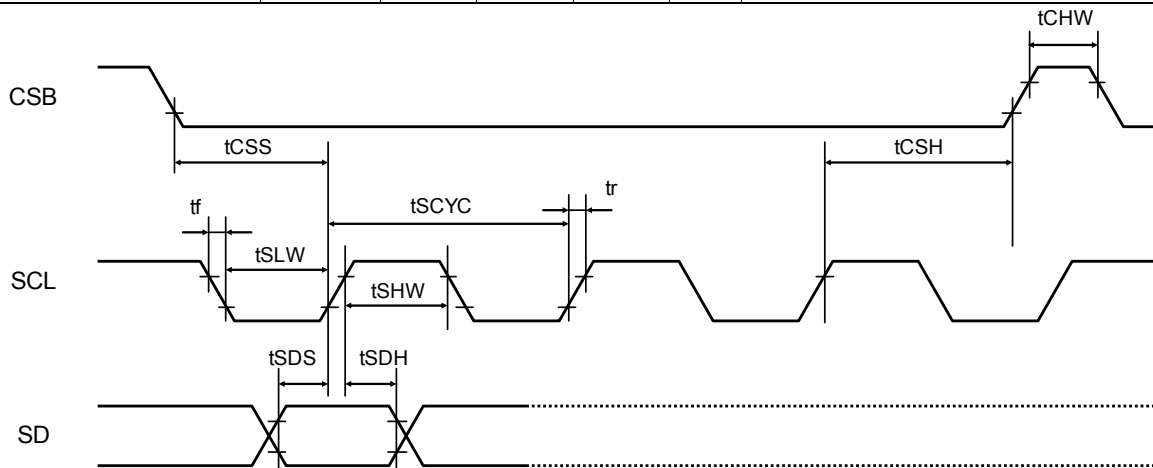 tCHW
CSB
tCSS
tCSH
tr
tf
tSCYC
tSLW
SCL
tSHW
tSDS tSDH
SD